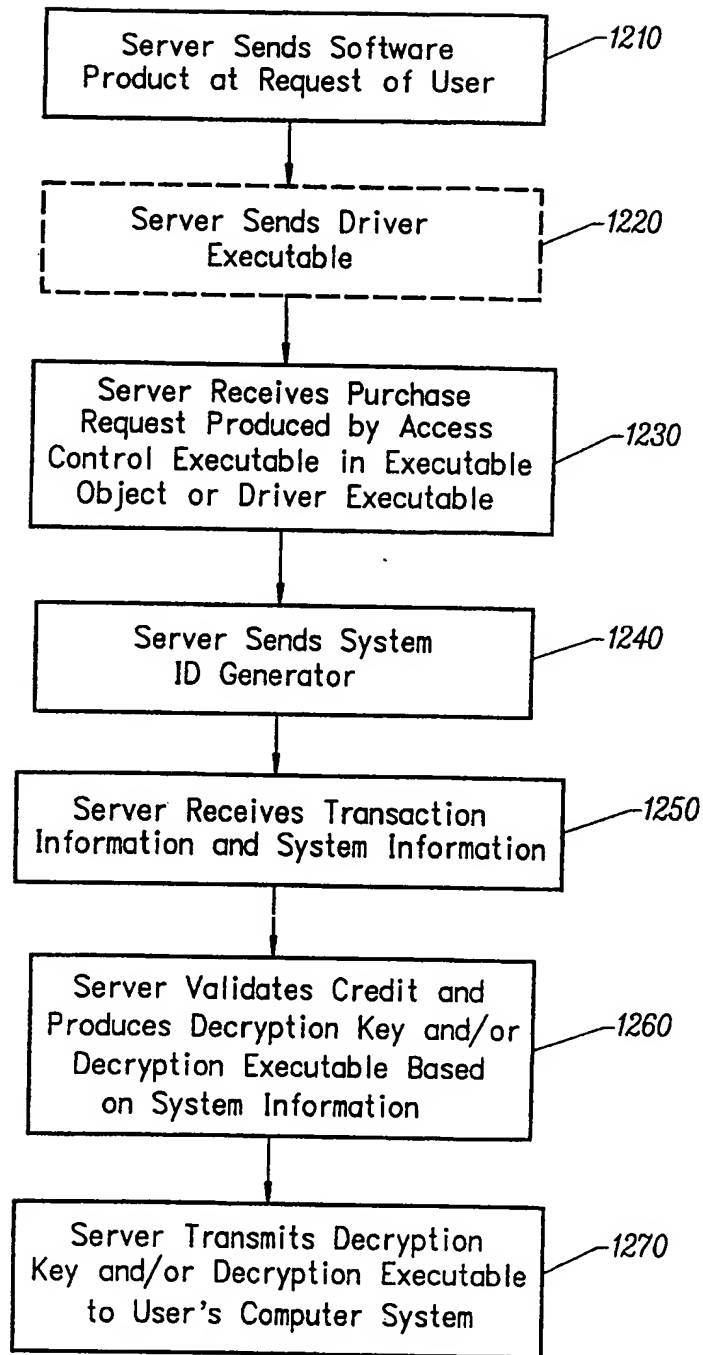 Server Sends Software
Product at Request of User
1210
Server Sends Driver
Executable
1220
Server Receives Purchase
Request Produced by Access
Control Executable in Executable
Object or Driver Executable
1230
Server Sends System
ID Generator
1240
Server Receives Transaction
Information and System Information
1250
Server Validates Credit and
Produces Decryption Key and/or
Decryption Executable Based
on System Information
1260
Server Transmits Decryption
Key and/or Decryption Executable
to User's Computer System
1270